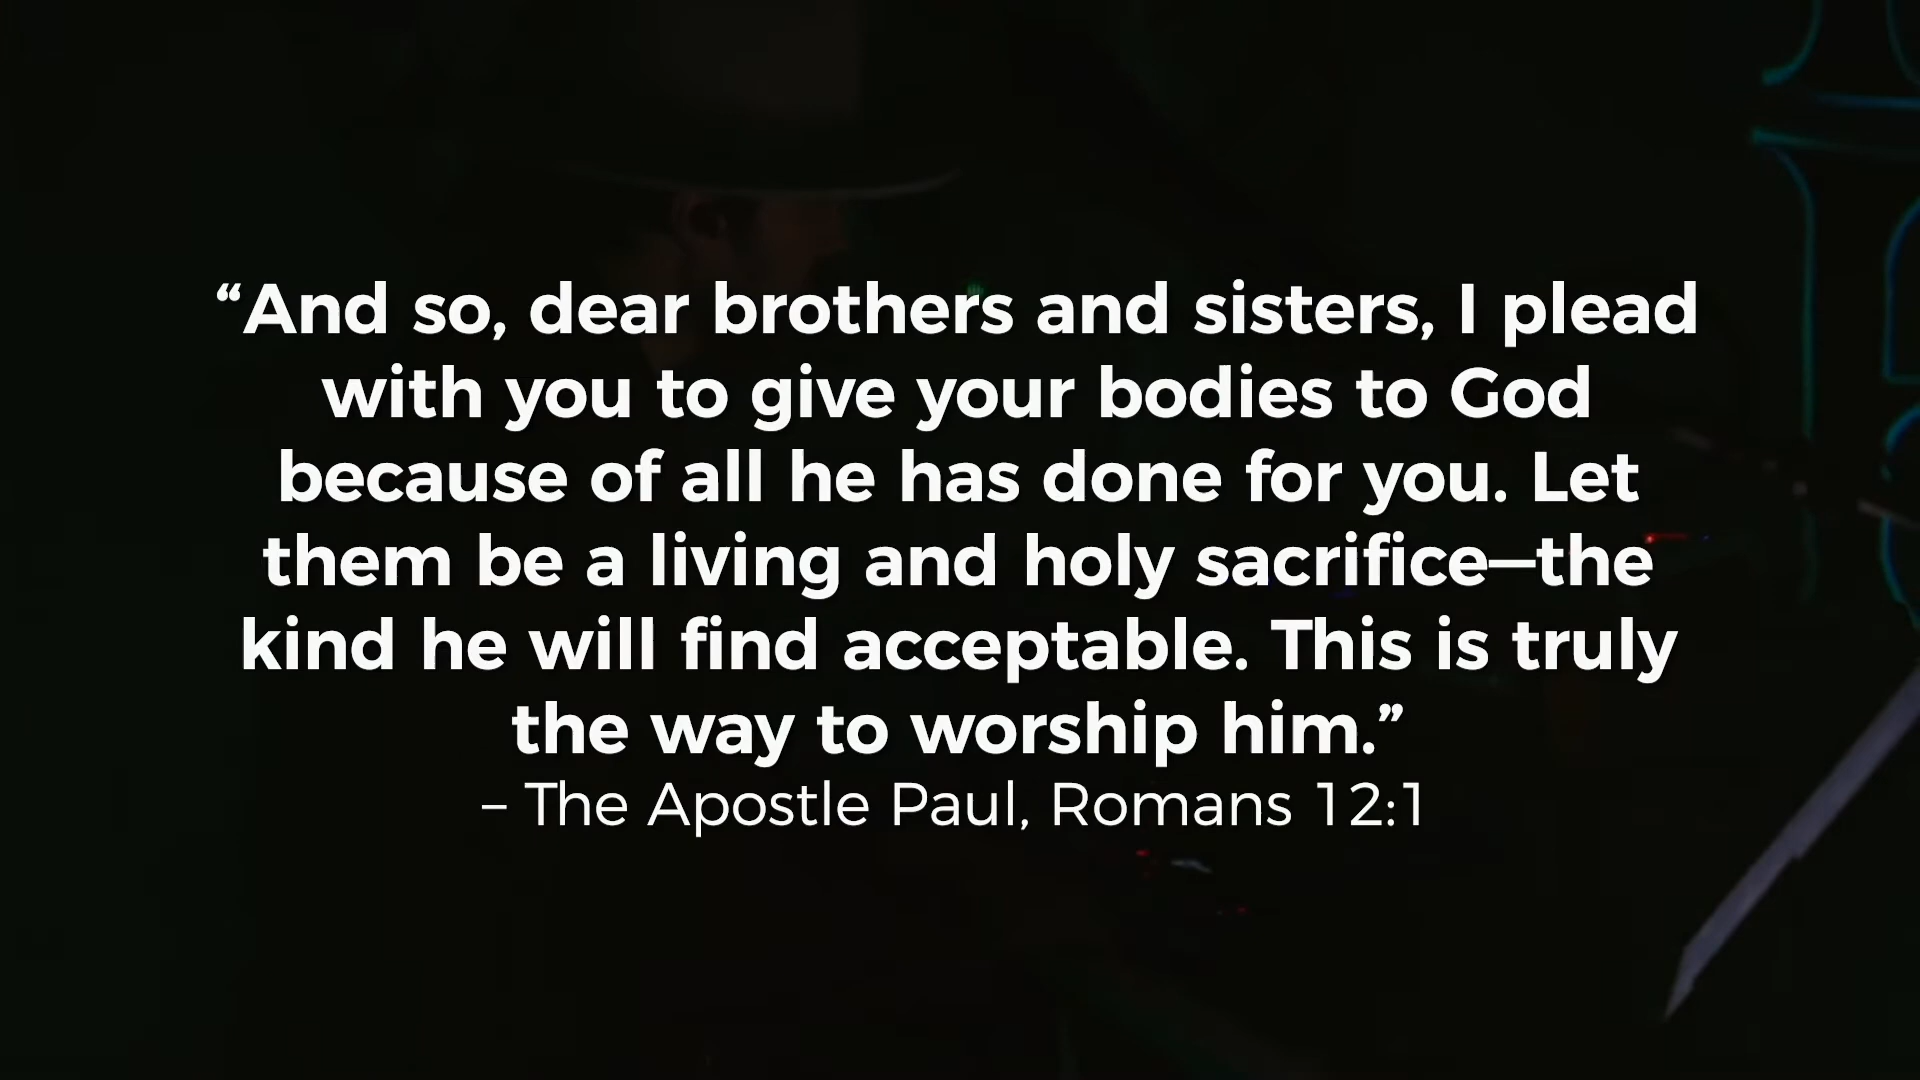 “And so, dear brothers and sisters, I plead
with you to give your bodies to God
because of all he has done for you. Let
them be a living and holy sacrifice—the
kind he will find acceptable. This is truly
the way to worship him.”
– The Apostle Paul, Romans 12:1